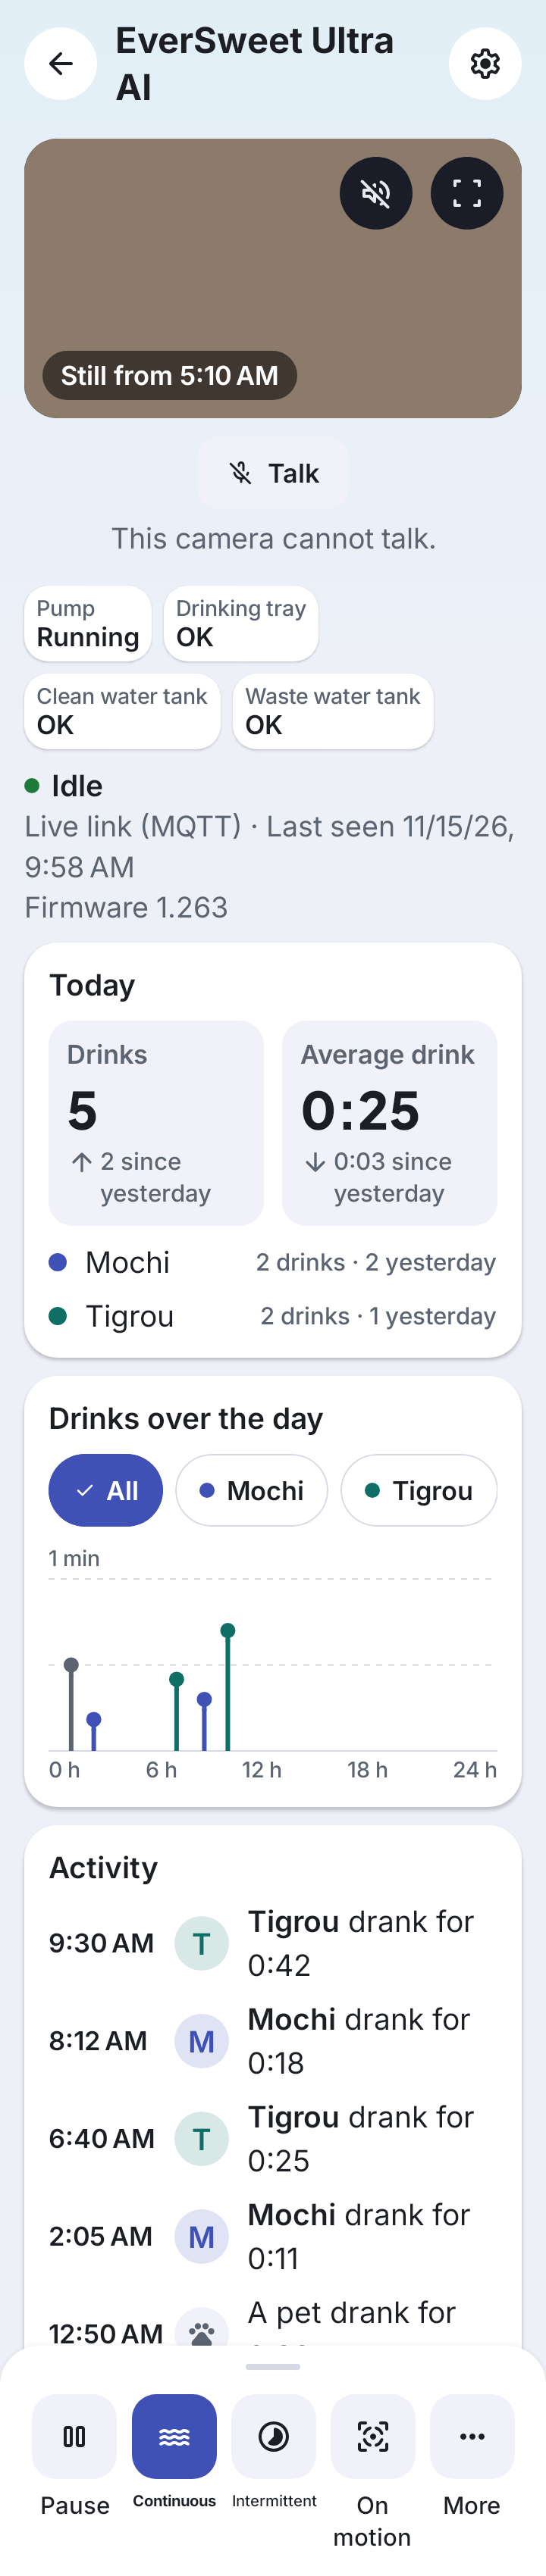 EverSweet Ultra
AI
Still from 5:10 AM
Talk
This camera cannot talk.
Pump
Running
Drinking tray
OK
Clean water tank
OK
Waste water tank
OK
Idle
Live link (MQTT) · Last seen 11/15/26,
9:58 AM
Firmware 1.263
Today
Drinks
5
↑ 2 since
yesterday
Average drink
0:25
↓ 0:03 since
yesterday
Mochi 2 drinks · 2 yesterday
Tigrou 2 drinks · 1 yesterday
Drinks over the day
All Mochi Tigrou
1 min
0 h 6 h 12 h 18 h 24 h
Activity
9:30 AM T Tigrou drank for
0:42
8:12 AM M Mochi drank for
0:18
6:40 AM T Tigrou drank for
0:25
2:05 AM M Mochi drank for
0:11
12:50 AM A pet drank for
Pause Continuous Intermittent On
motion More